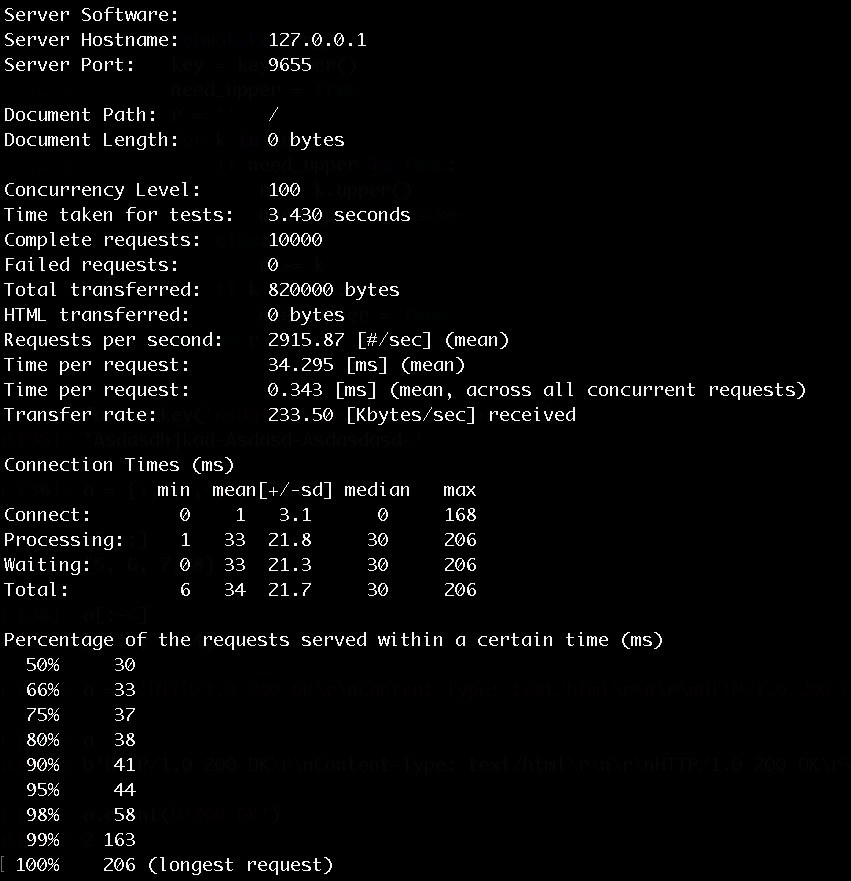 Server Software:
Server Hostname:        127.0.0.1
Server Port:            9655

Document Path:          /
Document Length:        0 bytes

Concurrency Level:      100
Time taken for tests:   3.430 seconds
Complete requests:      10000
Failed requests:        0
Total transferred:      820000 bytes
HTML transferred:       0 bytes
Requests per second:    2915.87 [#/sec] (mean)
Time per request:       34.295 [ms] (mean)
Time per request:       0.343 [ms] (mean, across all concurrent requests)
Transfer rate:          233.50 [Kbytes/sec] received

Connection Times (ms)
              min  mean[+/-sd] median   max
Connect:        0    1   3.1      0     168
Processing:     1   33  21.8     30     206
Waiting:        0   33  21.3     30     206
Total:          6   34  21.7     30     206

Percentage of the requests served within a certain time (ms)
  50%     30
  66%     33
  75%     37
  80%     38
  90%     41
  95%     44
  98%     58
  99%    163
 100%    206 (longest request)